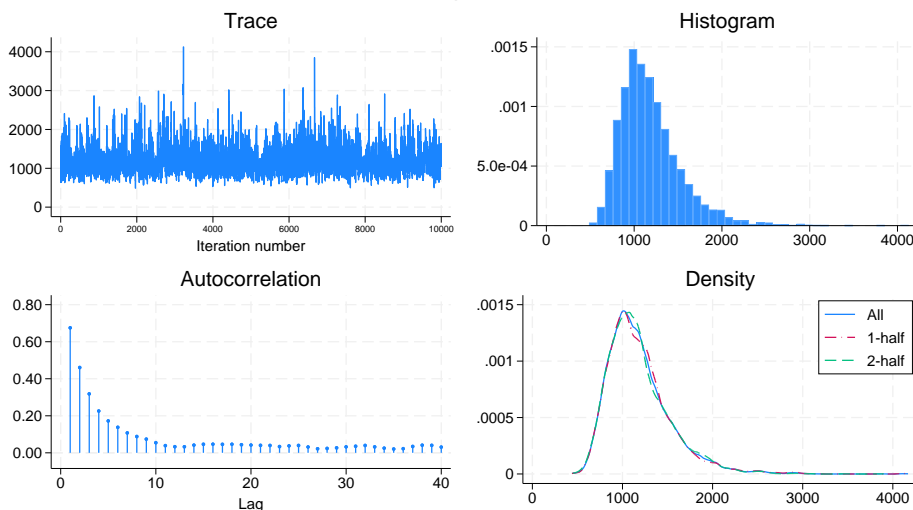 Trace
4000
3000
2000
1000
0
0 2000 4000 6000 8000 10000
Iteration number
Histogram
.0015
.001
5.0e-04
0
0 1000 2000 3000 4000
Autocorrelation
0.80
0.60
0.40
0.20
0.00
0 10 20 30 40
Lag
Density
.0015
.001
.0005
0
0 1000 2000 3000 4000
All
1-half
2-half